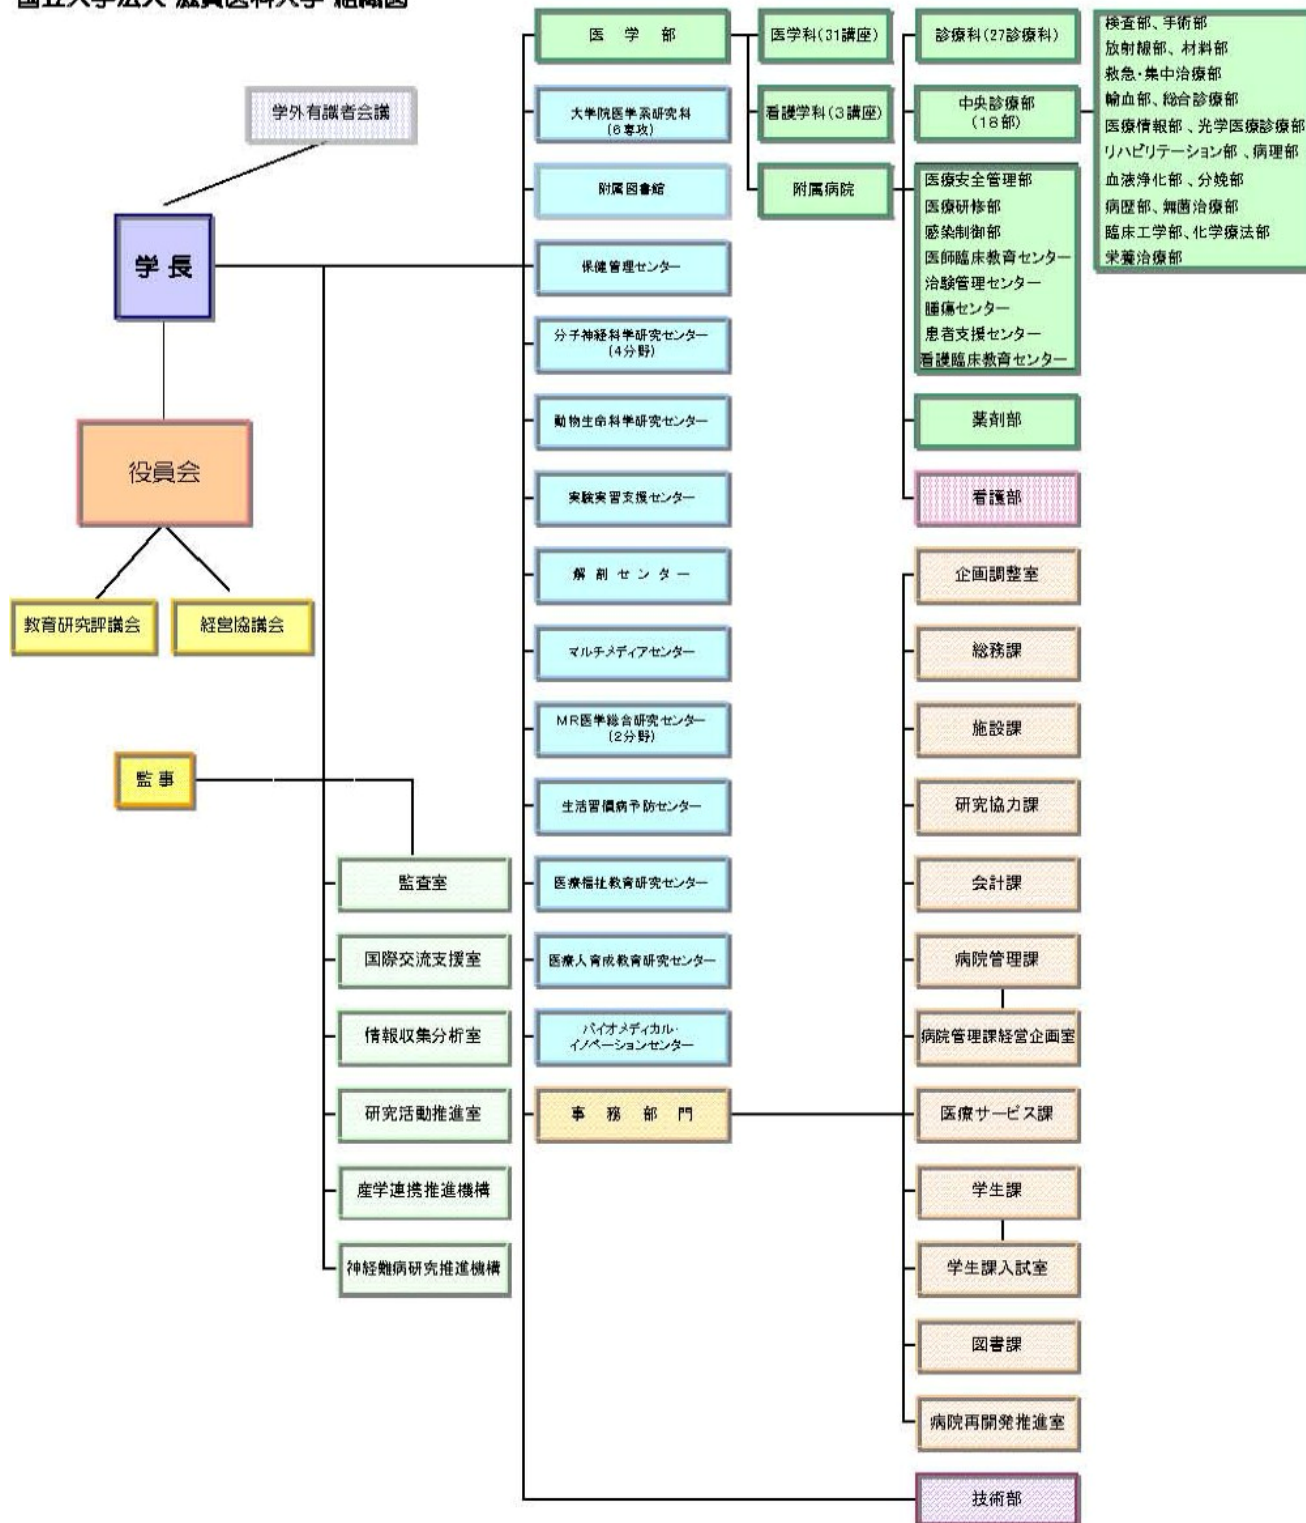 国立大学法人 滋賀医科大学 組織図
学外有識者会議
学 長
役員会
教育研究評議会
経営協議会
監 事
監査室
国際交流支援室
情報収集分析室
研究活動推進室
産学連携推進機構
神経難病研究推進機構
医 学 部
大学院医学系研究科
(6専攻)
附属図書館
保健管理センター
分子神経科学研究センター
(4分野)
動物生命科学研究センター
実験実習支援センター
解 剖 セ ン タ ー
マルチメディアセンター
MR医学総合研究センター
(2分野)
生活習慣病予防センター
医療福祉教育研究センター
医療人育成教育研究センター
バイオメディカル・
イノベーションセンター
事 務 部 門
医学科(31講座)
看護学科(3講座)
附属病院
診療科(27診療科)
中央診療部
(18部)
医療安全管理部
医療研修部
感染制御部
医師臨床教育センター
治験管理センター
腫瘍センター
患者支援センター
看護臨床教育センター
薬剤部
看護部
検査部、手術部
放射線部、材料部
救急・集中治療部
輸血部、総合診療部
医療情報部、光学医療診療部
リハビリテーション部、病理部
血液浄化部、分娩部
病歴部、無菌治療部
臨床工学部、化学療法部
栄養治療部
企画調整室
総務課
施設課
研究協力課
会計課
病院管理課
病院管理課経営企画室
医療サービス課
学生課
学生課入試室
図書課
病院再開発推進室
技術部